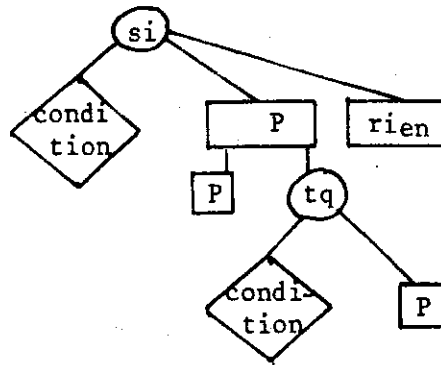 si
condi
tion
P
rien
P
tq
condi-
tion
P